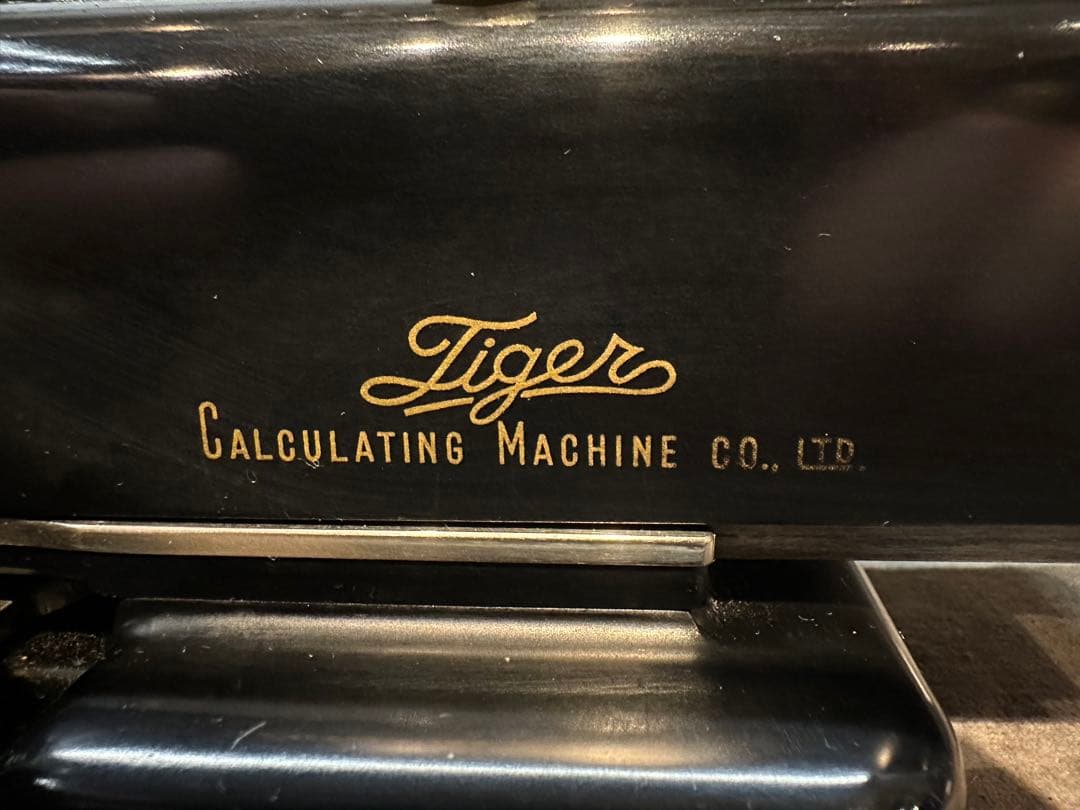 Tiger
CALCULATING MACHINE CO., LTD.